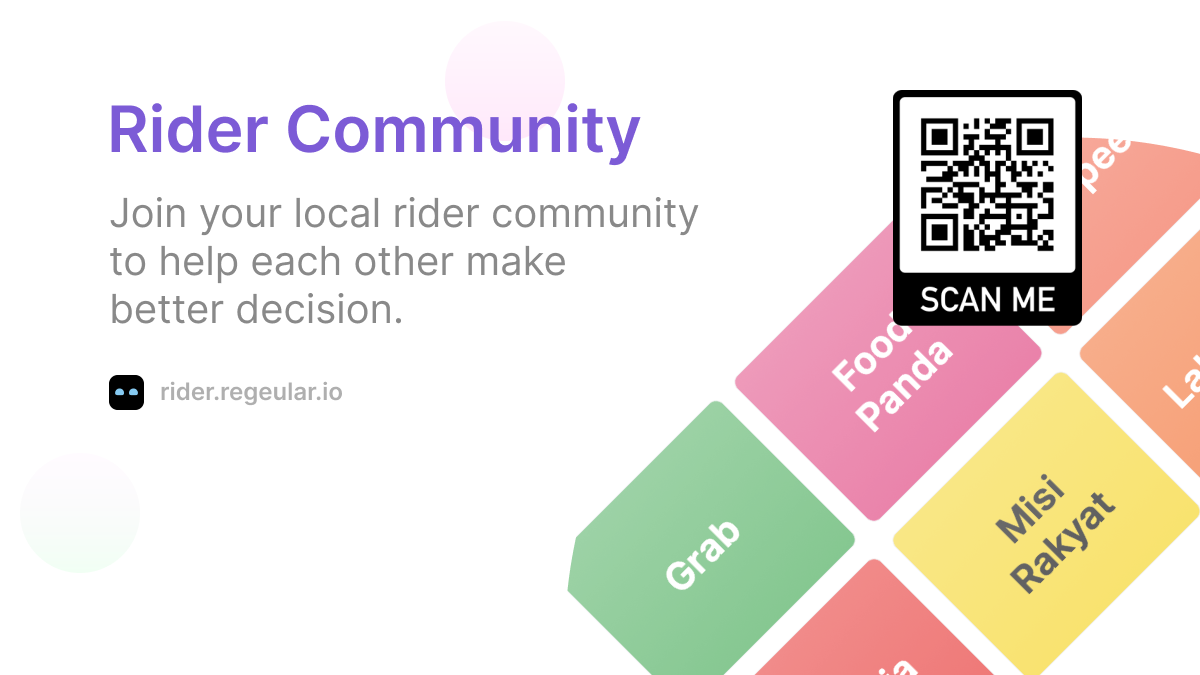 Rider Community
Join your local rider community
to help each other make
better decision.
rider.regeular.io
SCAN ME
Food
Panda
Grab
Misi
Rakyat